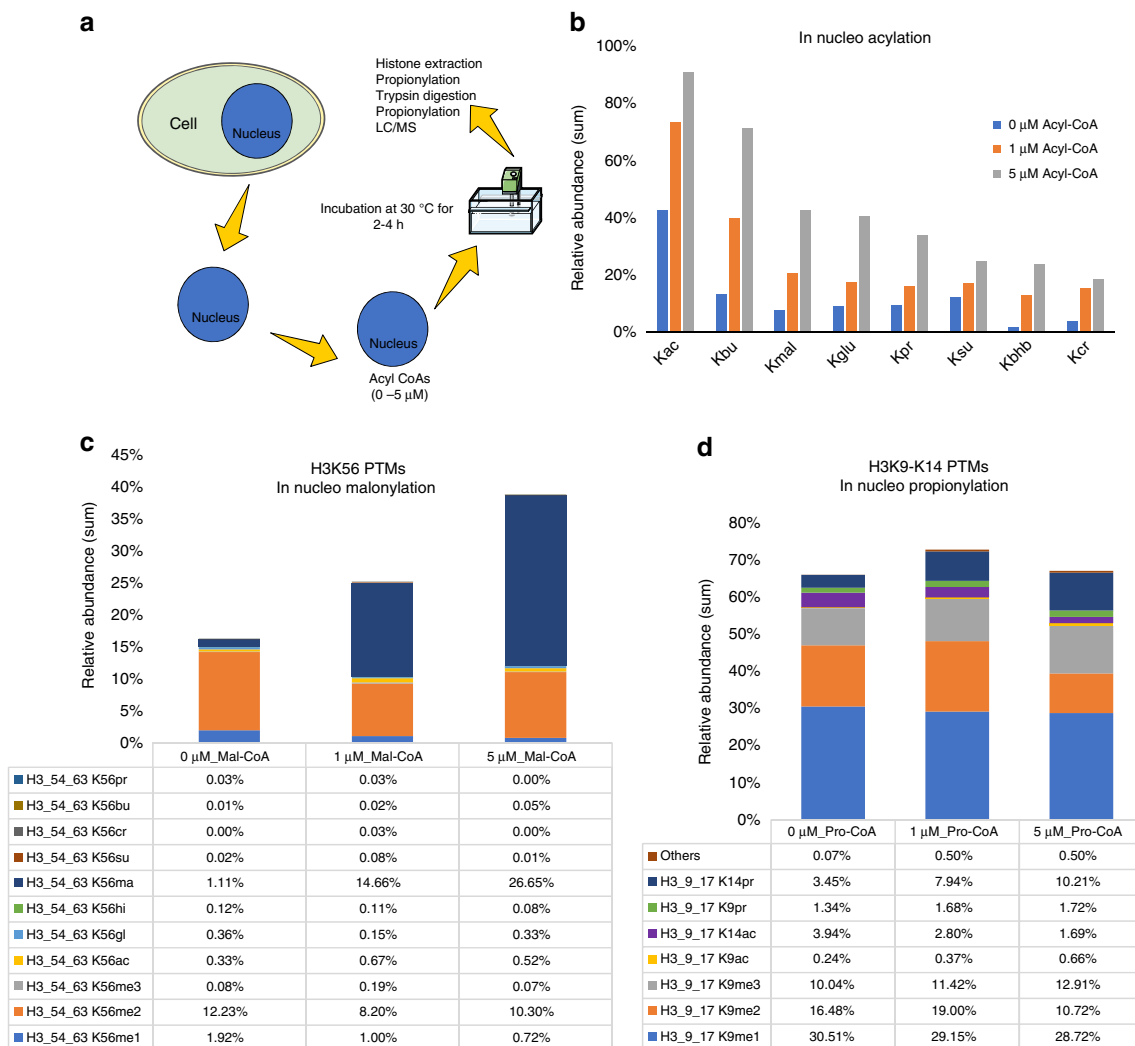 a
Cell
Nucleus
Nucleus
Nucleus
Acyl CoAs
(0 –5 μM)
Incubation at 30 °C for
2-4 h
Histone extraction
Propionylation
Trypsin digestion
Propionylation
LC/MS
b
In nucleo acylation
Relative abundance (sum)
100%
80%
60%
40%
20%
0%
0 μM Acyl-CoA
1 μM Acyl-CoA
5 μM Acyl-CoA
Kac Kbu Kmal Kglu Kpr Ksu Kbhb Kcr
c
H3K56 PTMs
In nucleo malonylation
Relative abundance (sum)
45%
40%
35%
30%
25%
20%
15%
10%
5%
0%
0 μM_Mal-CoA 1 μM_Mal-CoA 5 μM_Mal-CoA
H3_54_63 K56pr 0.03% 0.03% 0.00%
H3_54_63 K56bu 0.01% 0.02% 0.05%
H3_54_63 K56cr 0.00% 0.03% 0.00%
H3_54_63 K56su 0.02% 0.08% 0.01%
H3_54_63 K56ma 1.11% 14.66% 26.65%
H3_54_63 K56hi 0.12% 0.11% 0.08%
H3_54_63 K56gl 0.36% 0.15% 0.33%
H3_54_63 K56ac 0.33% 0.67% 0.52%
H3_54_63 K56me3 0.08% 0.19% 0.07%
H3_54_63 K56me2 12.23% 8.20% 10.30%
H3_54_63 K56me1 1.92% 1.00% 0.72%
d
H3K9-K14 PTMs
In nucleo propionylation
Relative abundance (sum)
80%
70%
60%
50%
40%
30%
20%
10%
0%
0 μM_Pro-CoA 1 μM_Pro-CoA 5 μM_Pro-CoA
Others 0.07% 0.50% 0.50%
H3_9_17 K14pr 3.45% 7.94% 10.21%
H3_9_17 K9pr 1.34% 1.68% 1.72%
H3_9_17 K14ac 3.94% 2.80% 1.69%
H3_9_17 K9ac 0.24% 0.37% 0.66%
H3_9_17 K9me3 10.04% 11.42% 12.91%
H3_9_17 K9me2 16.48% 19.00% 10.72%
H3_9_17 K9me1 30.51% 29.15% 28.72%